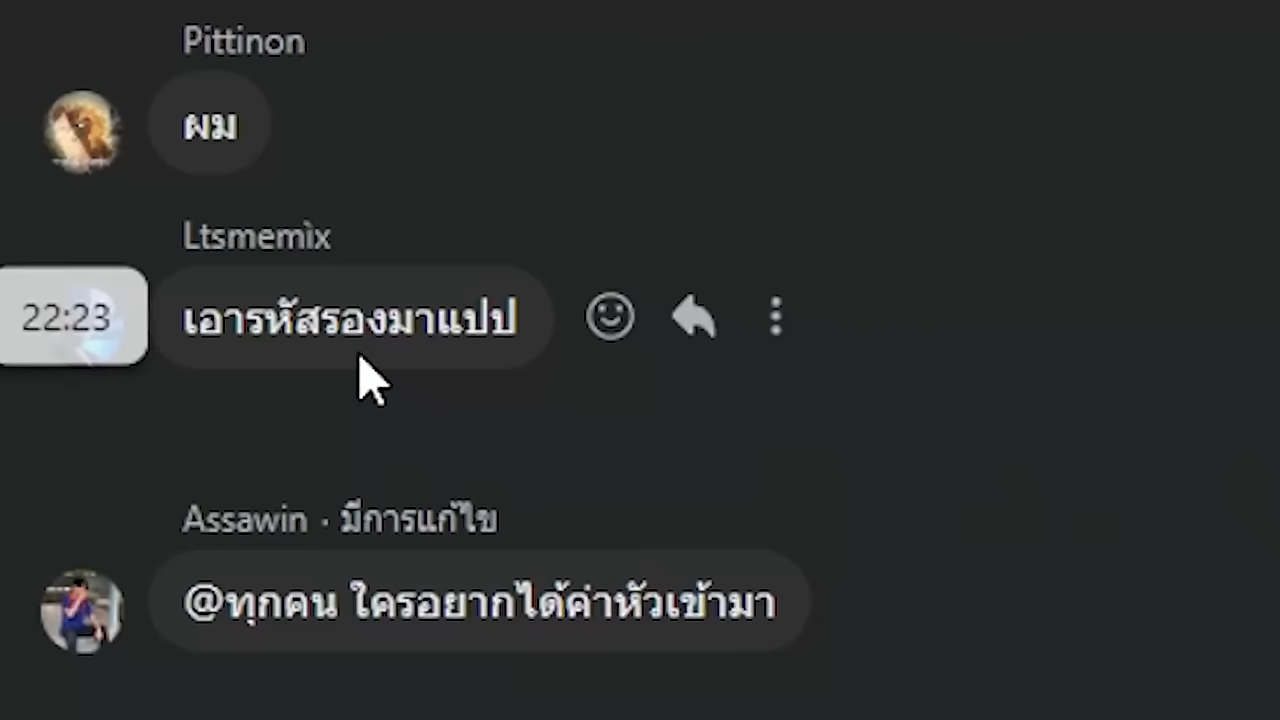 Pittinon
ผม
Ltsmemìx
22:23
เอารหัสรองมาแปป
Assawin · มีการแก้ไข
@ทุกคน ใครอยากได้ค่าหัวเข้ามา